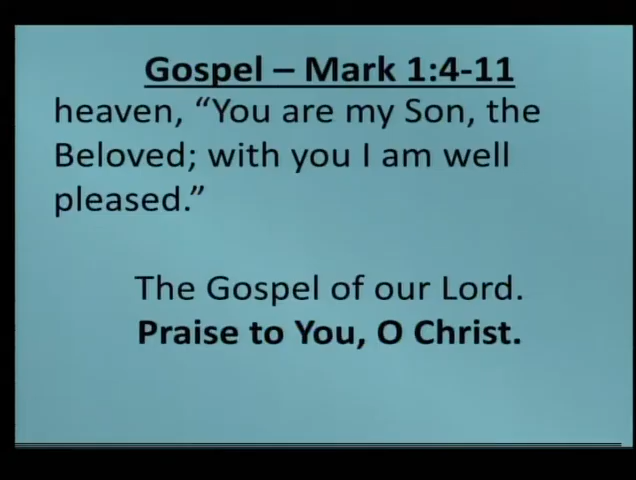 Gospel – Mark 1:4-11
heaven, “You are my Son, the
Beloved; with you I am well
pleased.”
The Gospel of our Lord.
Praise to You, O Christ.